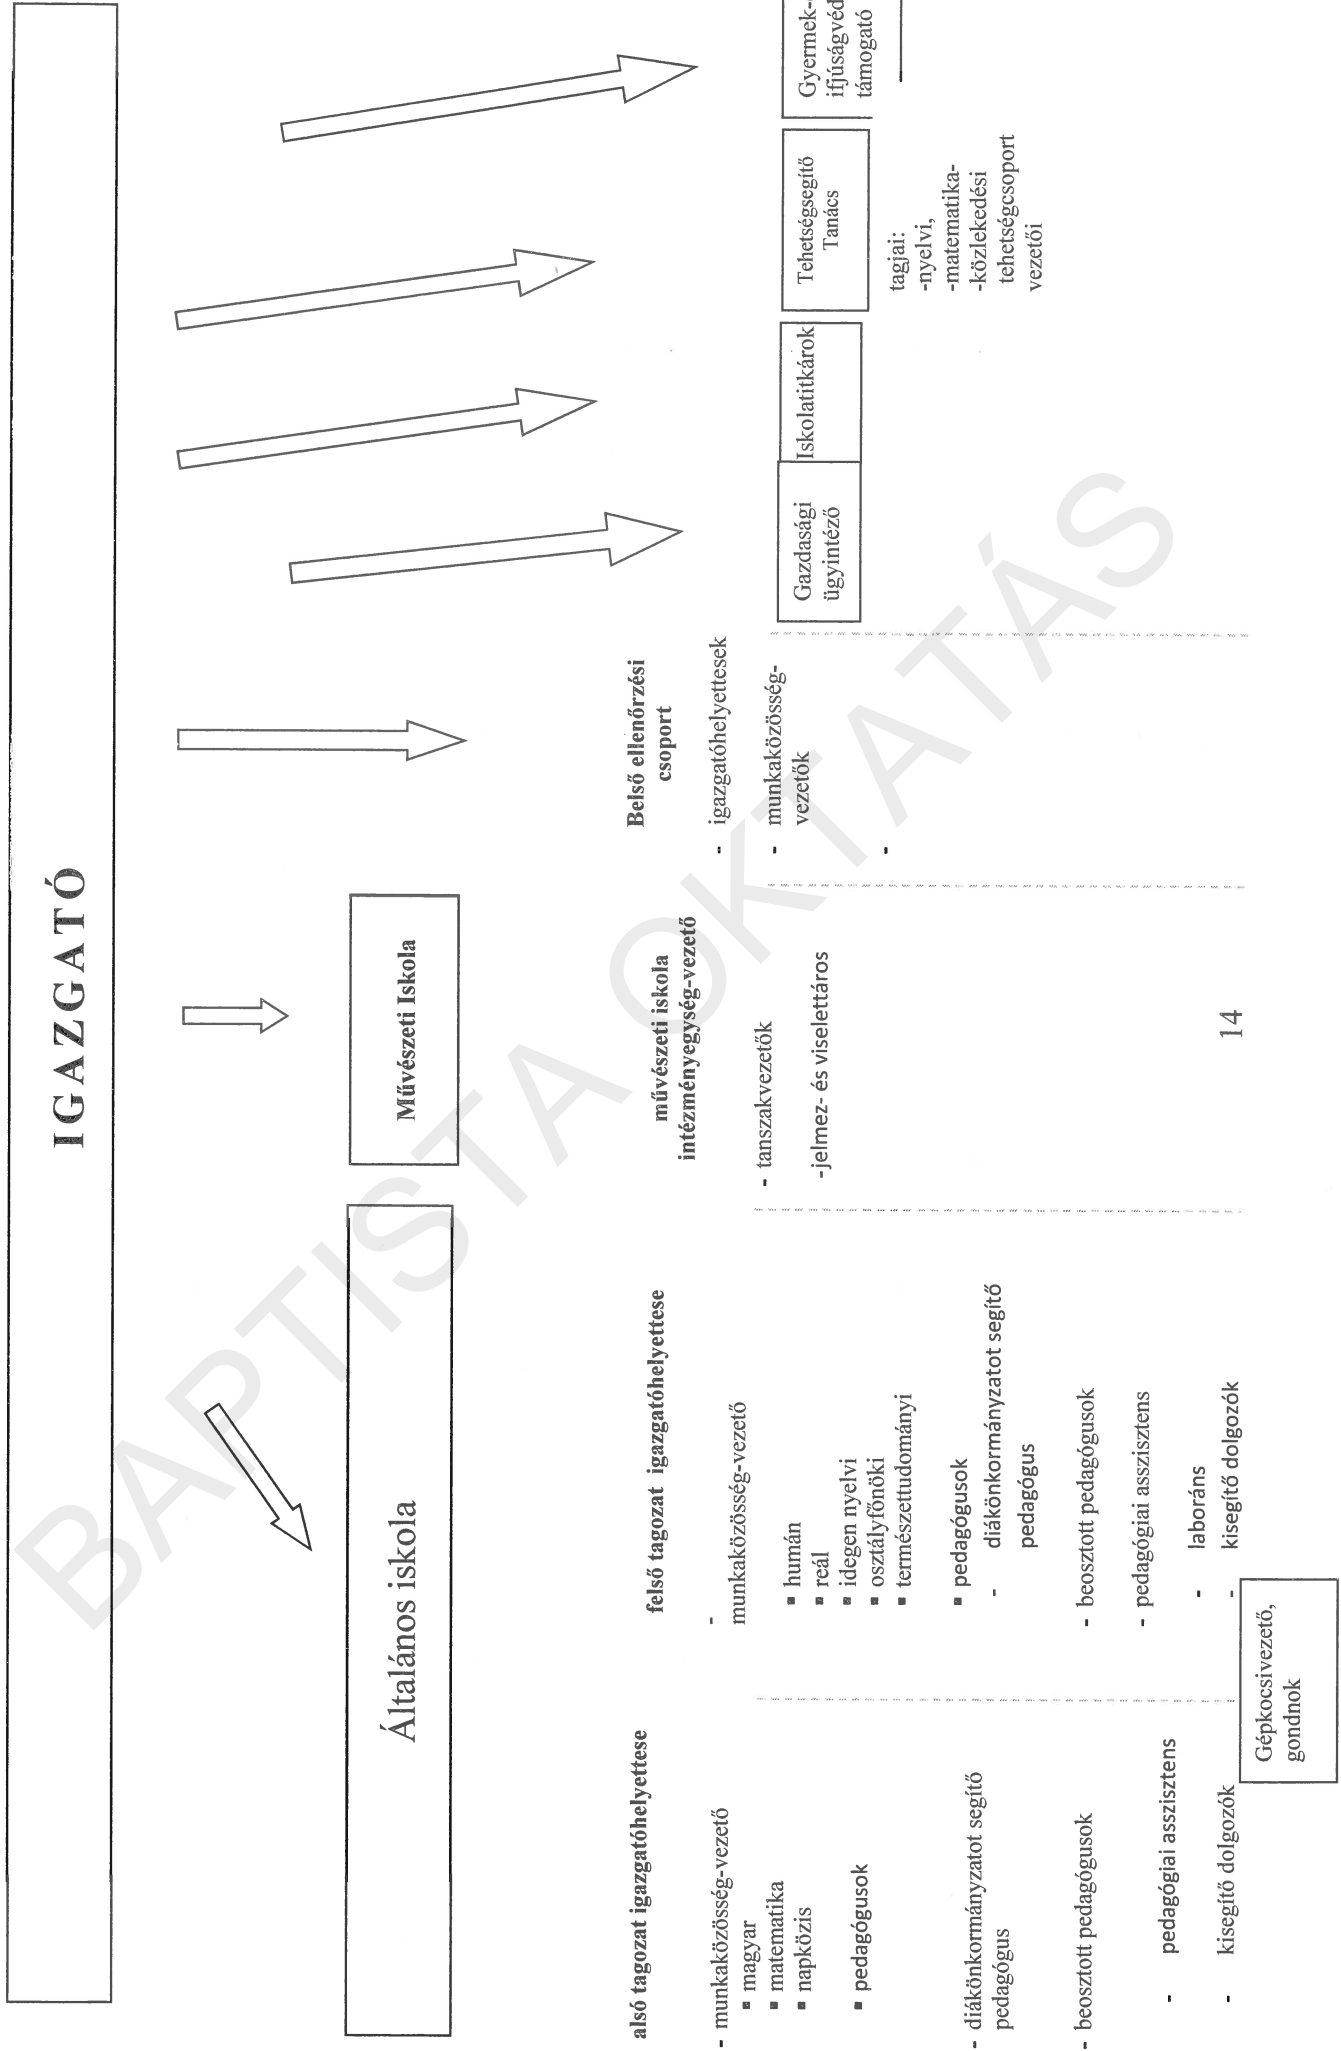 IGAZGATÓ
Általános iskola
Művészeti Iskola
alsó tagozat igazgatóhelyettese
- munkaközösség-vezető
▪ magyar
▪ matematika
▪ napközis
▪ pedagógusok
- diákönkormányzatot segítő
pedagógus
- beosztott pedagógusok
- pedagógiai asszisztens
- kisegítő dolgozók
felső tagozat igazgatóhelyettese
-
munkaközösség-vezető
▪ humán
▪ reál
▪ idegen nyelvi
▪ osztályfőnöki
▪ természettudományi
▪ pedagógusok
- diákönkormányzatot segítő
pedagógus
- beosztott pedagógusok
- pedagógiai asszisztens
- laboráns
- kisegítő dolgozók
Gépkocsivezető,
gondnok
művészeti iskola
intézményegység-vezető
- tanszakvezetők
-jelmez- és viselettáros
Belső ellenőrzési
csoport
- igazgatóhelyettesek
- munkaközösség-
vezetők
-
Gazdasági
ügyintéző
Iskolatitkárok
Tehetségsegítő
Tanács
tagjai:
-nyelvi,
-matematika-
-közlekedési
tehetségcsoport
vezetői
Gyermek-
ifjúságvéd
támogató
14
BAPTISTA OKTATÁS